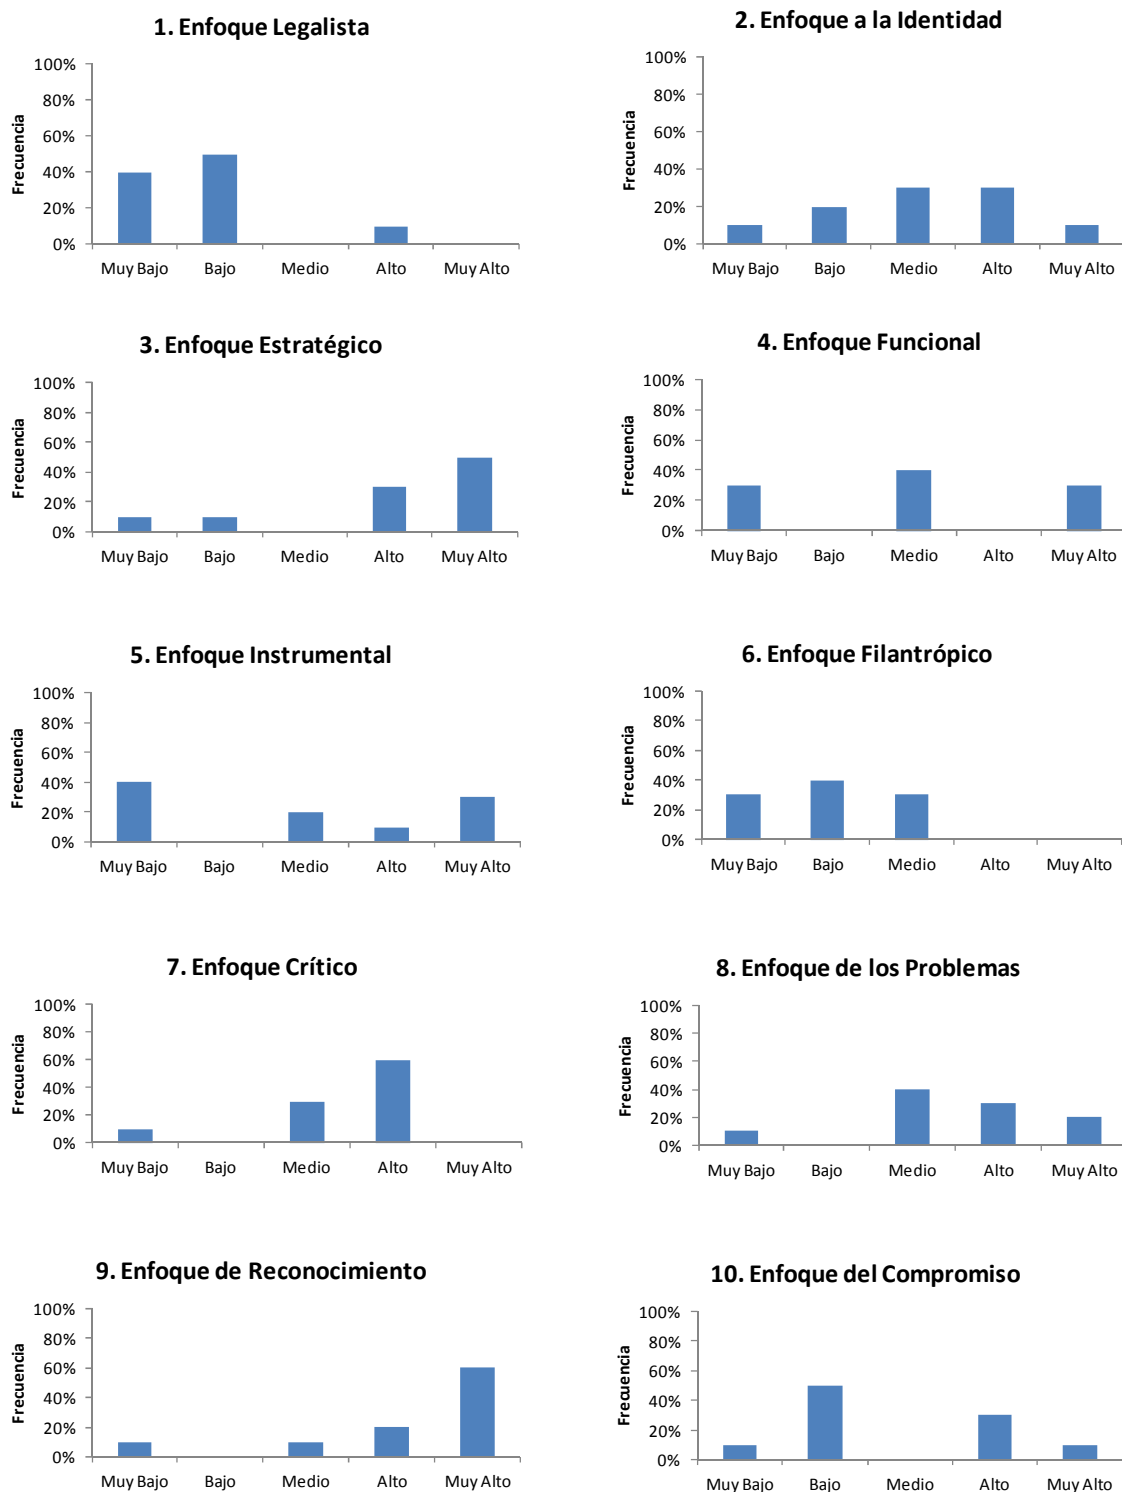 1. Enfoque Legalista
100%
80%
60%
40%
20%
0%
Frecuencia
Muy Bajo Bajo Medio Alto Muy Alto
2. Enfoque a la Identidad
100%
80%
60%
40%
20%
0%
Frecuencia
Muy Bajo Bajo Medio Alto Muy Alto
3. Enfoque Estratégico
100%
80%
60%
40%
20%
0%
Frecuencia
Muy Bajo Bajo Medio Alto Muy Alto
4. Enfoque Funcional
100%
80%
60%
40%
20%
0%
Frecuencia
Muy Bajo Bajo Medio Alto Muy Alto
5. Enfoque Instrumental
100%
80%
60%
40%
20%
0%
Frecuencia
Muy Bajo Bajo Medio Alto Muy Alto
6. Enfoque Filantrópico
100%
80%
60%
40%
20%
0%
Frecuencia
Muy Bajo Bajo Medio Alto Muy Alto
7. Enfoque Crítico
100%
80%
60%
40%
20%
0%
Frecuencia
Muy Bajo Bajo Medio Alto Muy Alto
8. Enfoque de los Problemas
100%
80%
60%
40%
20%
0%
Frecuencia
Muy Bajo Bajo Medio Alto Muy Alto
9. Enfoque de Reconocimiento
100%
80%
60%
40%
20%
0%
Frecuencia
Muy Bajo Bajo Medio Alto Muy Alto
10. Enfoque del Compromiso
100%
80%
60%
40%
20%
0%
Frecuencia
Muy Bajo Bajo Medio Alto Muy Alto